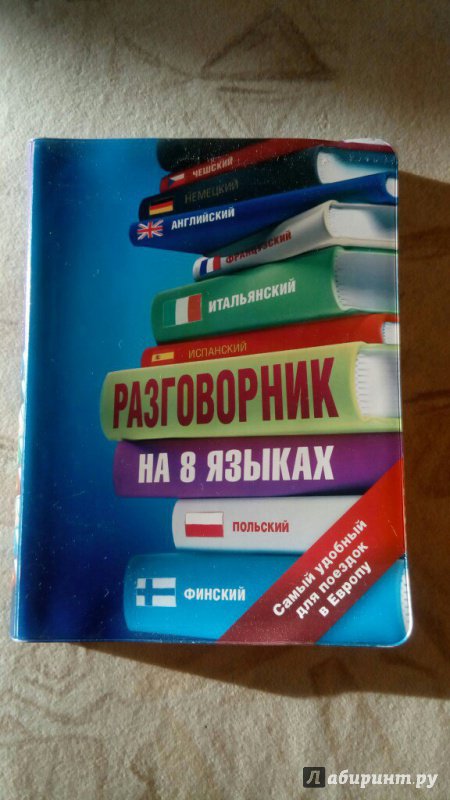 ЧЕШСКИЙ
НЕМЕЦКИЙ
АНГЛИЙСКИЙ
ФРАНЦУЗСКИЙ
ИТАЛЬЯНСКИЙ
ИСПАНСКИЙ
РАЗГОВОРНИК
НА 8 ЯЗЫКАХ
ПОЛЬСКИЙ
ФИНСКИЙ
Самый удобный
для поездок
в Европу
Лабиринт.ру